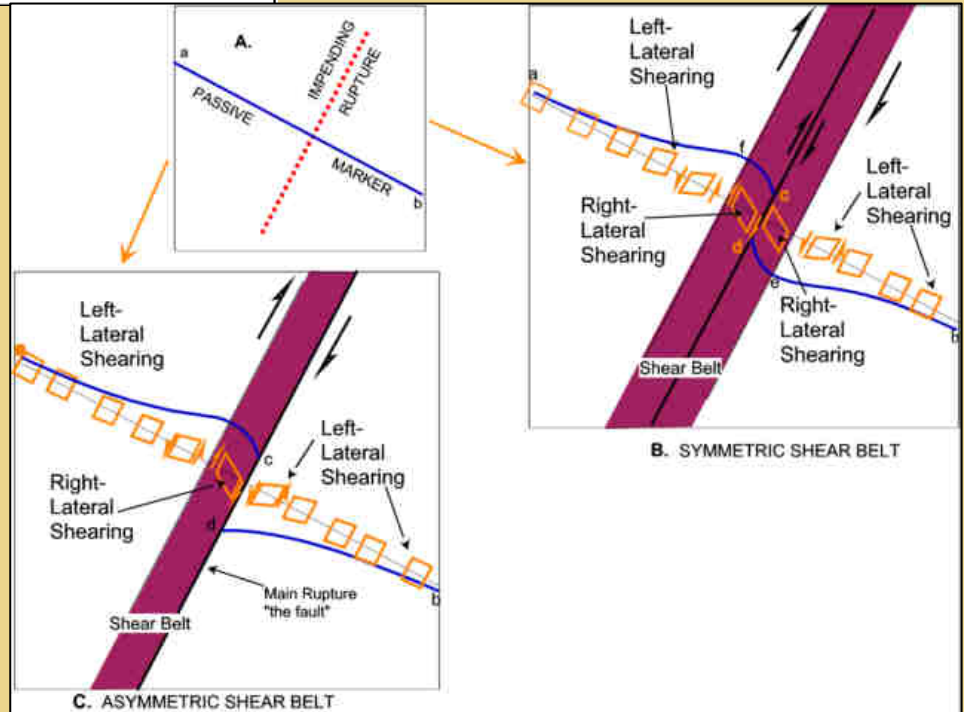 A.
a
IMPENDING
RUPTURE
PASSIVE
MARKER
b
Left-
Lateral
Shearing
a
f
Left-
Lateral
Shearing
Right-
Lateral
Shearing
c
d
e
Right-
Lateral
Shearing
b
Shear Belt
B. SYMMETRIC SHEAR BELT
Left-
Lateral
Shearing
Left-
Lateral
Shearing
c
Right-
Lateral
Shearing
d
b
Main Rupture
"the fault"
Shear Belt
C. ASYMMETRIC SHEAR BELT